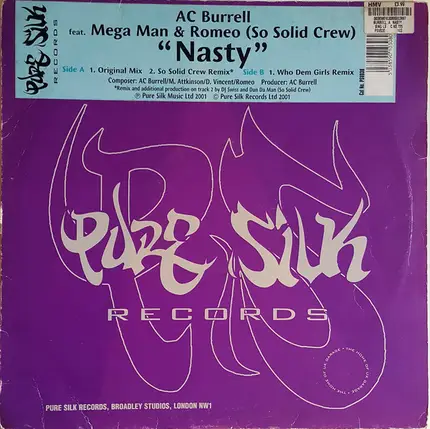 AC Burrell
feat. Mega Man & Romeo (So Solid Crew)
“Nasty”
Side A 1. Original Mix 2. So Solid Crew Remix* Side B 1. Who Dem Girls Remix
Composer: AC Burrell/M. Attkinson/D. Vincent/Romeo Producer: AC Burrell
*Remix and additional production on track 2 by DJ Swiss and Dan Da Man (So Solid Crew)
℗ Pure Silk Music Ltd 2001 © Pure Silk Records Ltd 2001
PURE SILK
RECORDS
HMV
PURE SILK
RECORDS
PURE SILK RECORDS, BROADLEY STUDIOS, LONDON NW1